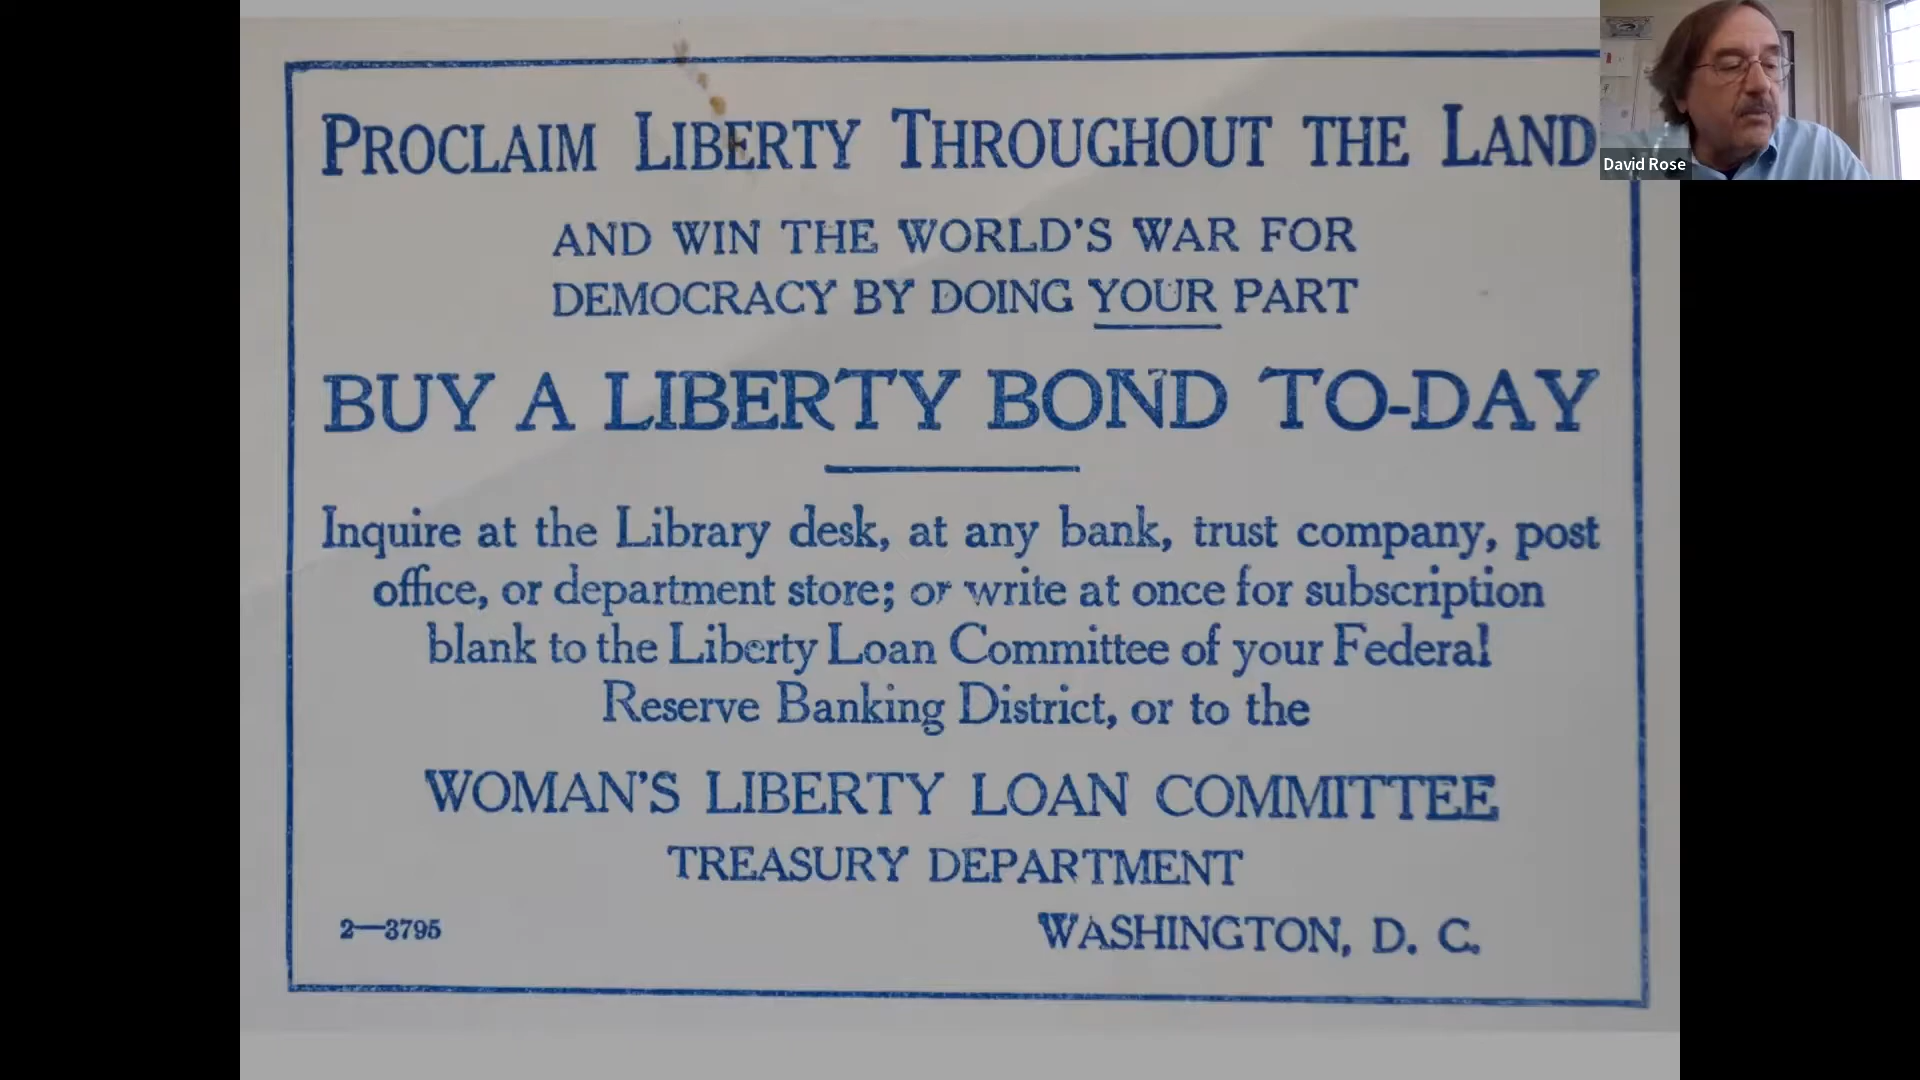 PROCLAIM LIBERTY THROUGHOUT THE LAND
AND WIN THE WORLD'S WAR FOR
DEMOCRACY BY DOING YOUR PART
BUY A LIBERTY BOND TO-DAY
Inquire at the Library desk, at any bank, trust company, post
office, or department store; or write at once for subscription
blank to the Liberty Loan Committee of your Federal
Reserve Banking District, or to the
WOMAN'S LIBERTY LOAN COMMITTEE
TREASURY DEPARTMENT
2—3795
WASHINGTON, D. C.
David Rose